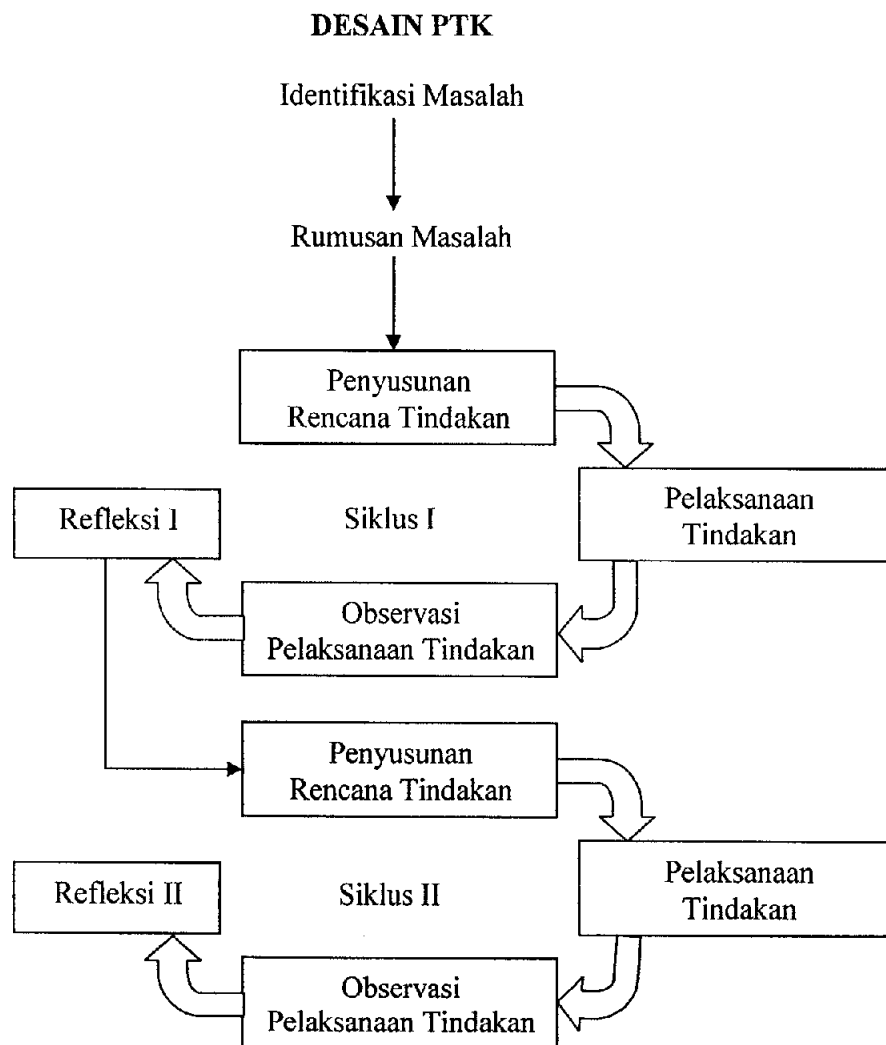 DESAIN PTK
Identifikasi Masalah
Rumusan Masalah
Penyusunan
Rencana Tindakan
Pelaksanaan
Tindakan
Refleksi I
Siklus I
Observasi
Pelaksanaan Tindakan
Penyusunan
Rencana Tindakan
Pelaksanaan
Tindakan
Refleksi II
Siklus II
Observasi
Pelaksanaan Tindakan